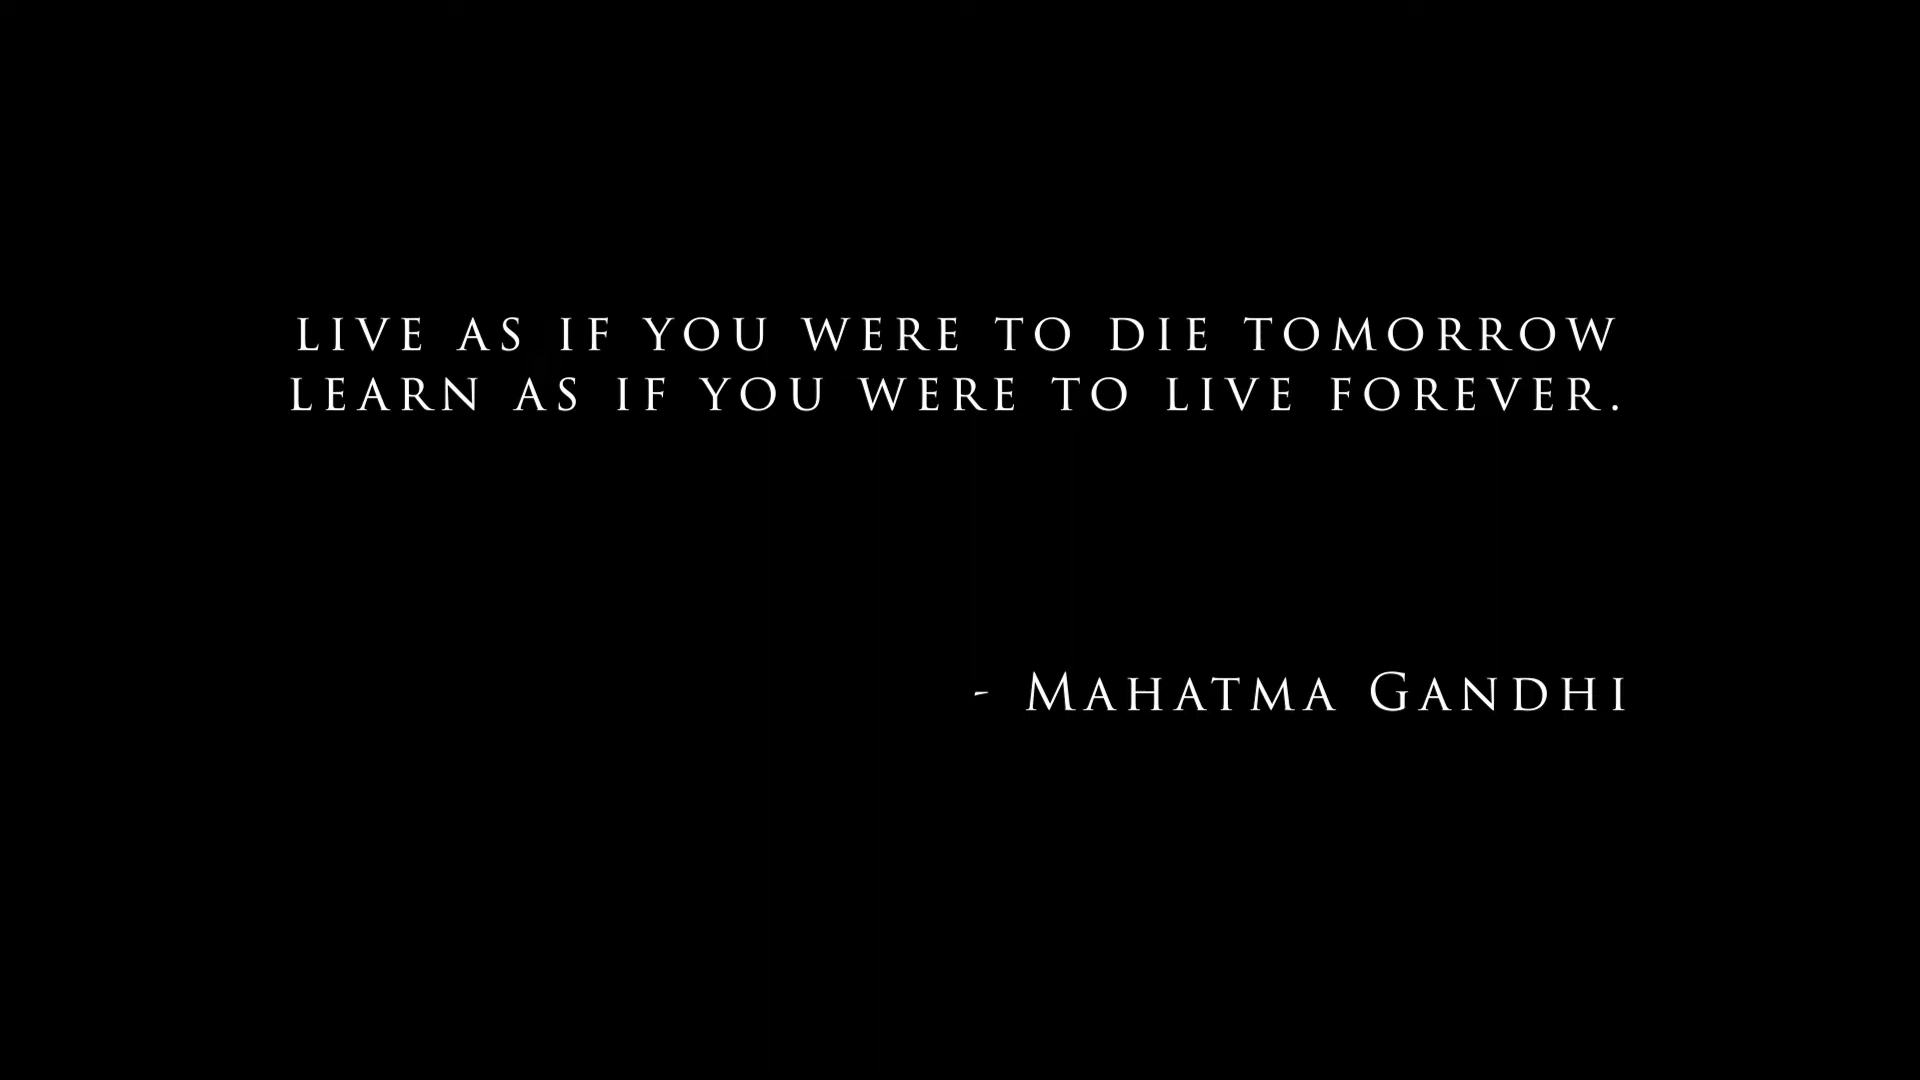 LIVE AS IF YOU WERE TO DIE TOMORROW
LEARN AS IF YOU WERE TO LIVE FOREVER.
- MAHATMA GANDHI